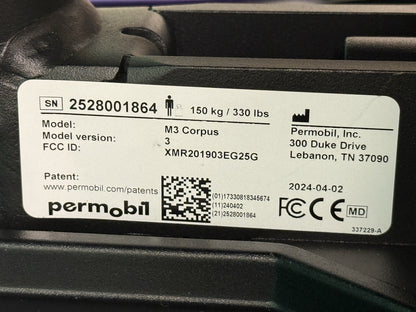 SN 2528001864 150 kg / 330 lbs
Model: M3 Corpus
Model version: 3
FCC ID: XMR201903EG25G
Permobil, Inc.
300 Duke Drive
Lebanon, TN 37090
Patent:
www.permobil.com/patents
permobil
(01)17330818345674
(11)240402
(21)2528001864
2024-04-02
FC CE MD
337229-A